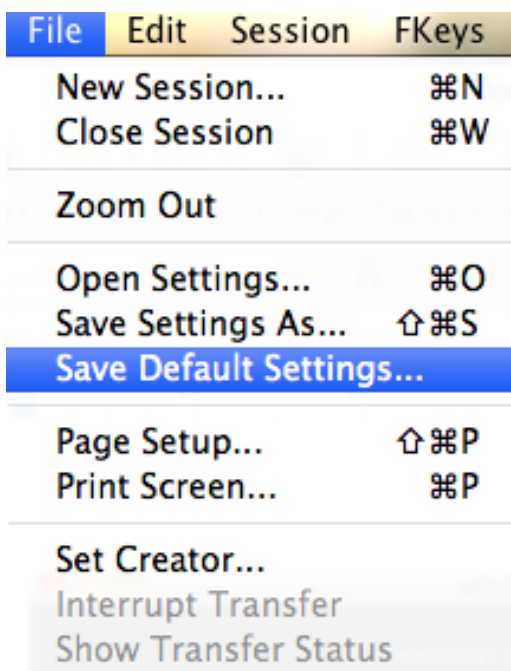 File Edit Session FKeys
New Session... ⌘N
Close Session ⌘W
Zoom Out
Open Settings... ⌘O
Save Settings As... ⇧⌘S
Save Default Settings...
Page Setup... ⇧⌘P
Print Screen... ⌘P
Set Creator...
Interrupt Transfer
Show Transfer Status